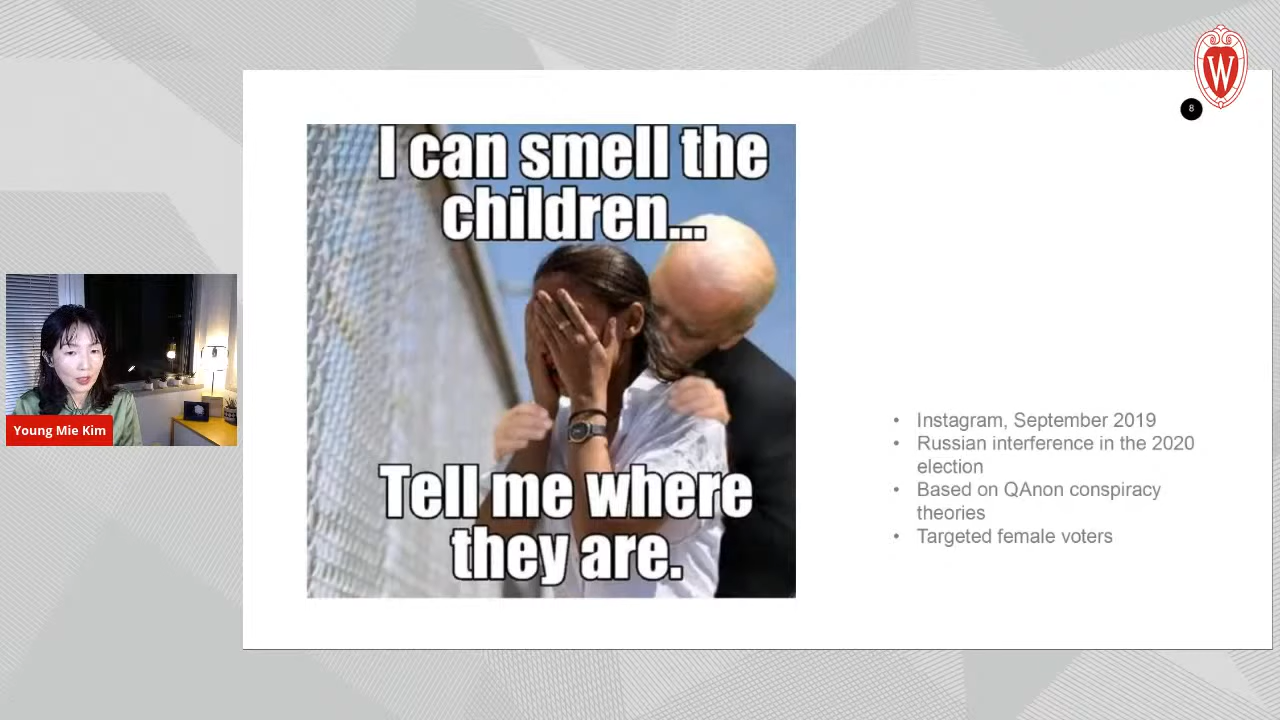 W
8
I can smell the
children...
Tell me where
they are.
• Instagram, September 2019
• Russian interference in the 2020
election
• Based on QAnon conspiracy
theories
• Targeted female voters
Young Mie Kim